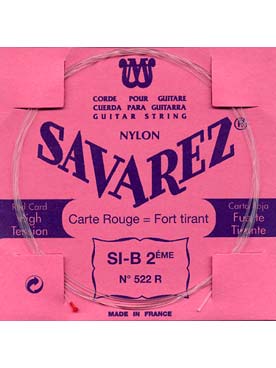 CORDE POUR GUITARE
CUERDA PARA GUITARRA
GUITAR STRING
NYLON
SAVAREZ®
Red Card
High
Tension
Carte Rouge = Fort tirant
Carta Roja
Fuerte
Tirante
SI-B 2ÉME
N° 522 R
MADE IN FRANCE